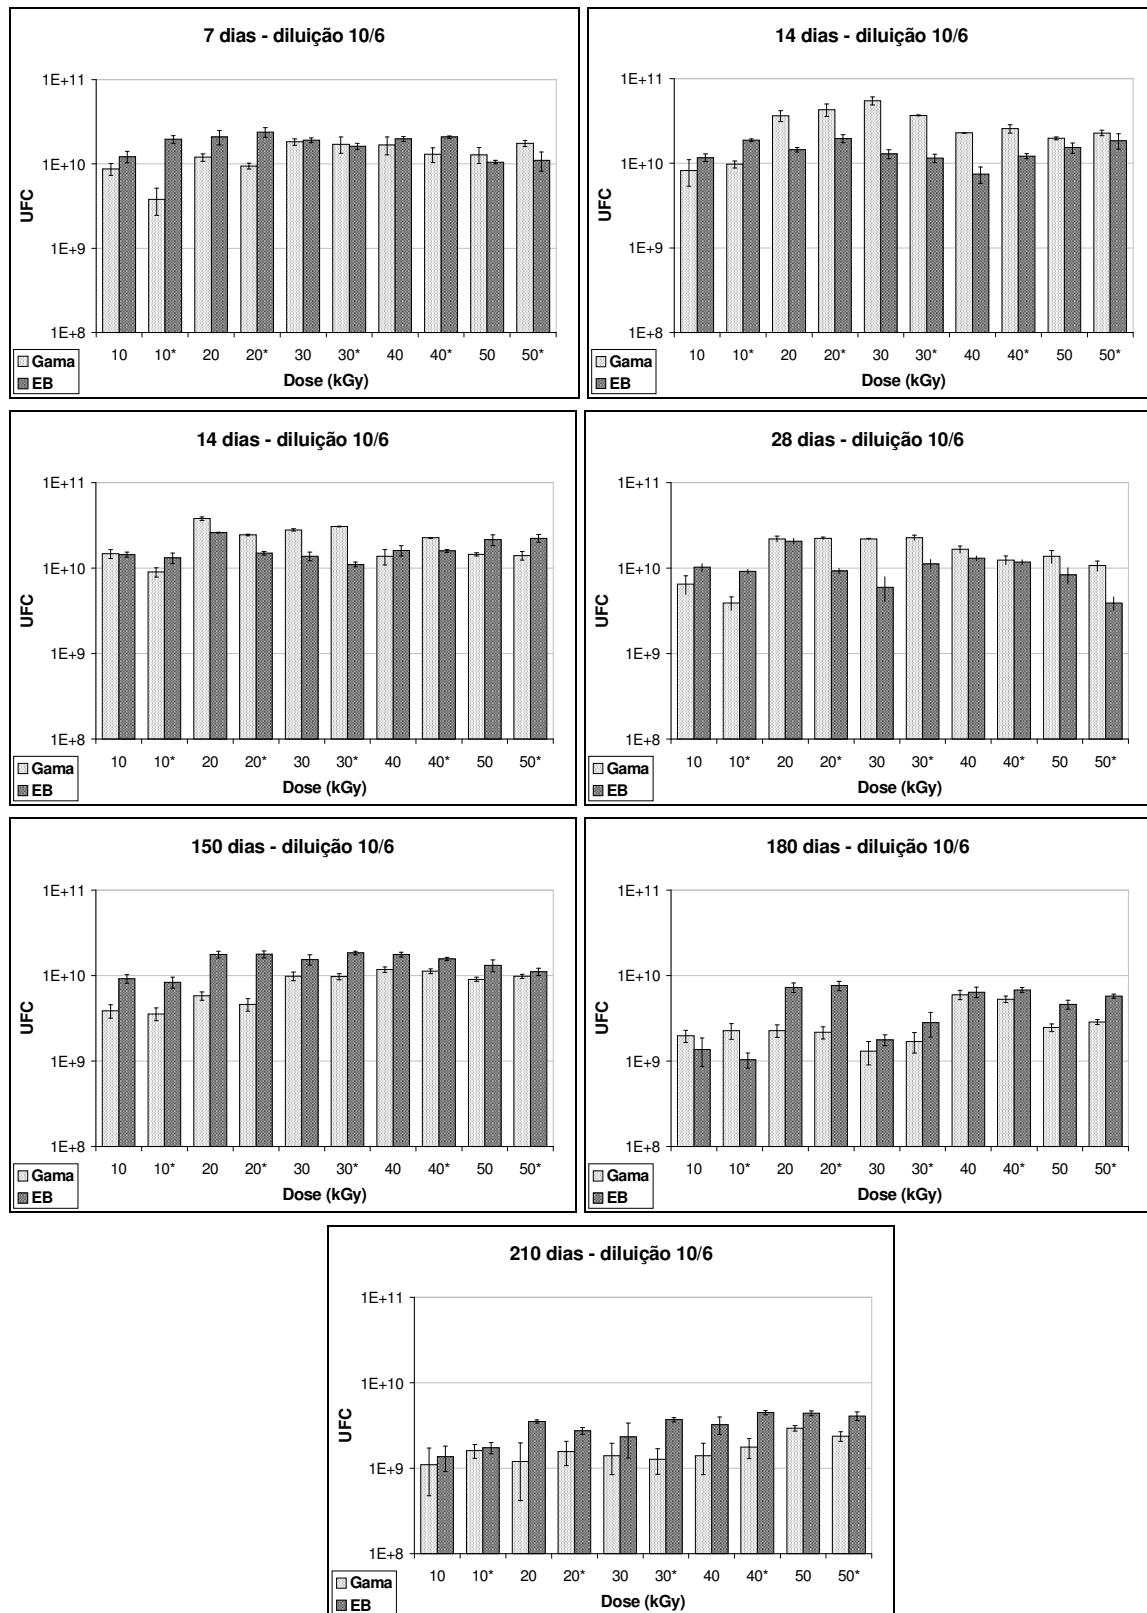 7 dias - diluição 10/6
1E+11
1E+10
1E+9
1E+8
UFC
10 10* 20 20* 30 30* 40 40* 50 50*
Dose (kGy)
Gama
EB
14 dias - diluição 10/6
1E+11
1E+10
1E+9
1E+8
UFC
10 10* 20 20* 30 30* 40 40* 50 50*
Dose (kGy)
Gama
EB
14 dias - diluição 10/6
1E+11
1E+10
1E+9
1E+8
UFC
10 10* 20 20* 30 30* 40 40* 50 50*
Dose (kGy)
Gama
EB
28 dias - diluição 10/6
1E+11
1E+10
1E+9
1E+8
UFC
10 10* 20 20* 30 30* 40 40* 50 50*
Dose (kGy)
Gama
EB
150 dias - diluição 10/6
1E+11
1E+10
1E+9
1E+8
UFC
10 10* 20 20* 30 30* 40 40* 50 50*
Dose (kGy)
Gama
EB
180 dias - diluição 10/6
1E+11
1E+10
1E+9
1E+8
UFC
10 10* 20 20* 30 30* 40 40* 50 50*
Dose (kGy)
Gama
EB
210 dias - diluição 10/6
1E+11
1E+10
1E+9
1E+8
UFC
10 10* 20 20* 30 30* 40 40* 50 50*
Dose (kGy)
Gama
EB